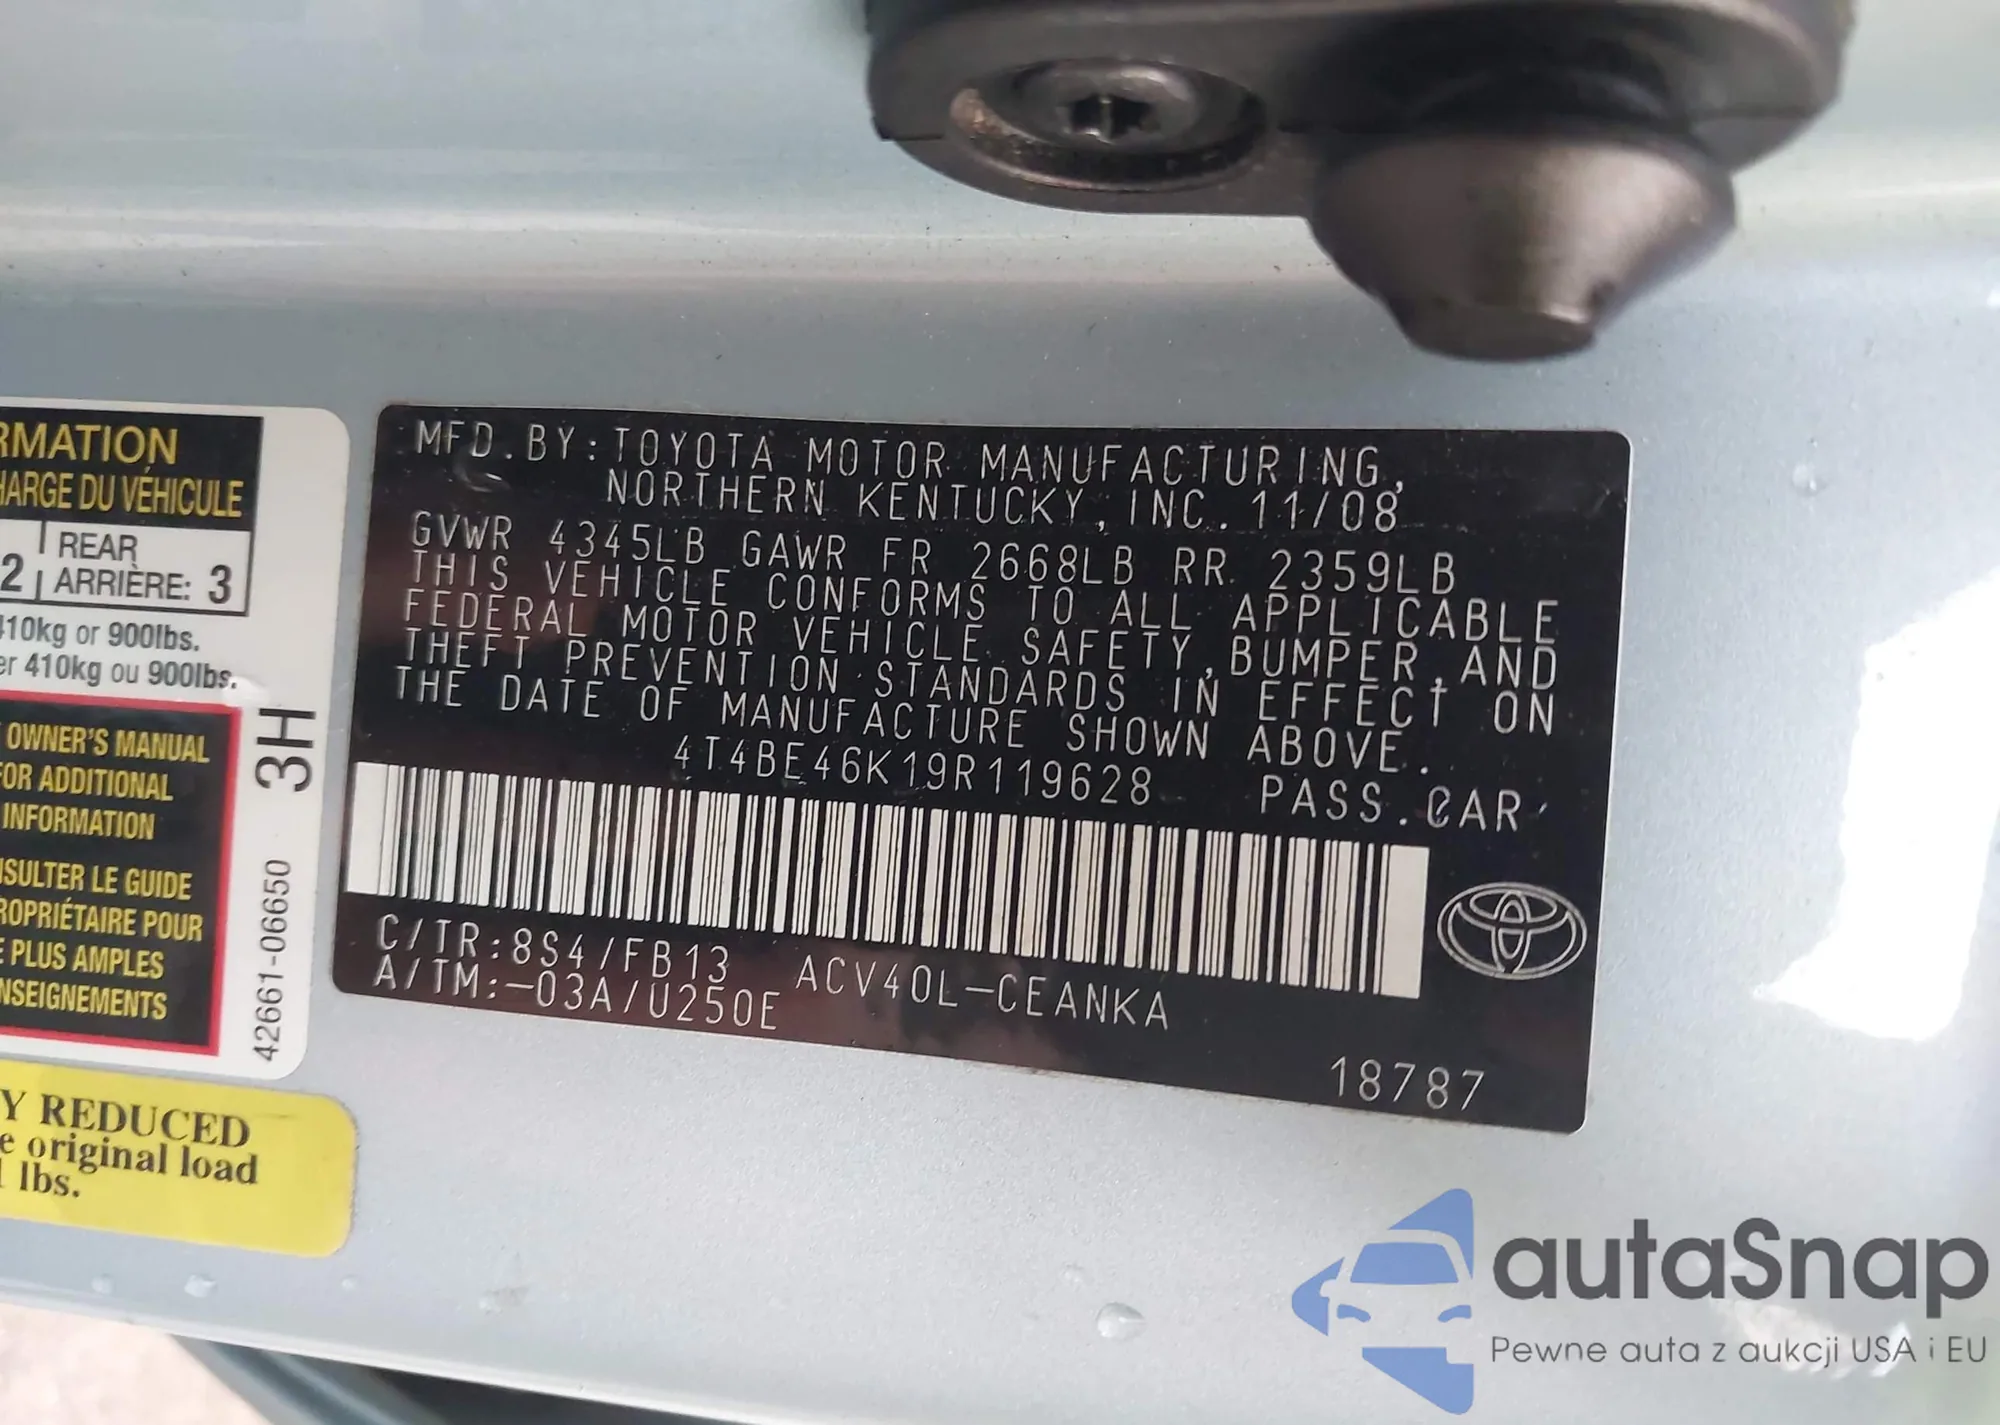 RMATION
HARGE DU VÉHICULE
2 REAR
ARRIÈRE: 3
410kg or 900lbs.
er 410kg ou 900lbs.
OWNER'S MANUAL
FOR ADDITIONAL
INFORMATION
NSULTER LE GUIDE
ROPRIÉTAIRE POUR
E PLUS AMPLES
NSEIGNEMENTS
3H
42661-06650
Y REDUCED
e original load
1 lbs.
MFD.BY:TOYOTA MOTOR MANUFACTURING,
NORTHERN KENTUCKY, INC. 11/08
GVWR 4345LB GAWR FR 2668LB RR 2359LB
THIS VEHICLE CONFORMS TO ALL APPLICABLE
FEDERAL MOTOR VEHICLE SAFETY,BUMPER,AND
THEFT PREVENTION STANDARDS IN EFFECT ON
THE DATE OF MANUFACTURE SHOWN ABOVE.
4T4BE46K19R119628 PASS.CAR
C/TR:8S4/FB13 ACV40L-CEANKA
A/TM:-03A/U250E
18787
autaSnap
Pewne auta z aukcji USA i EU